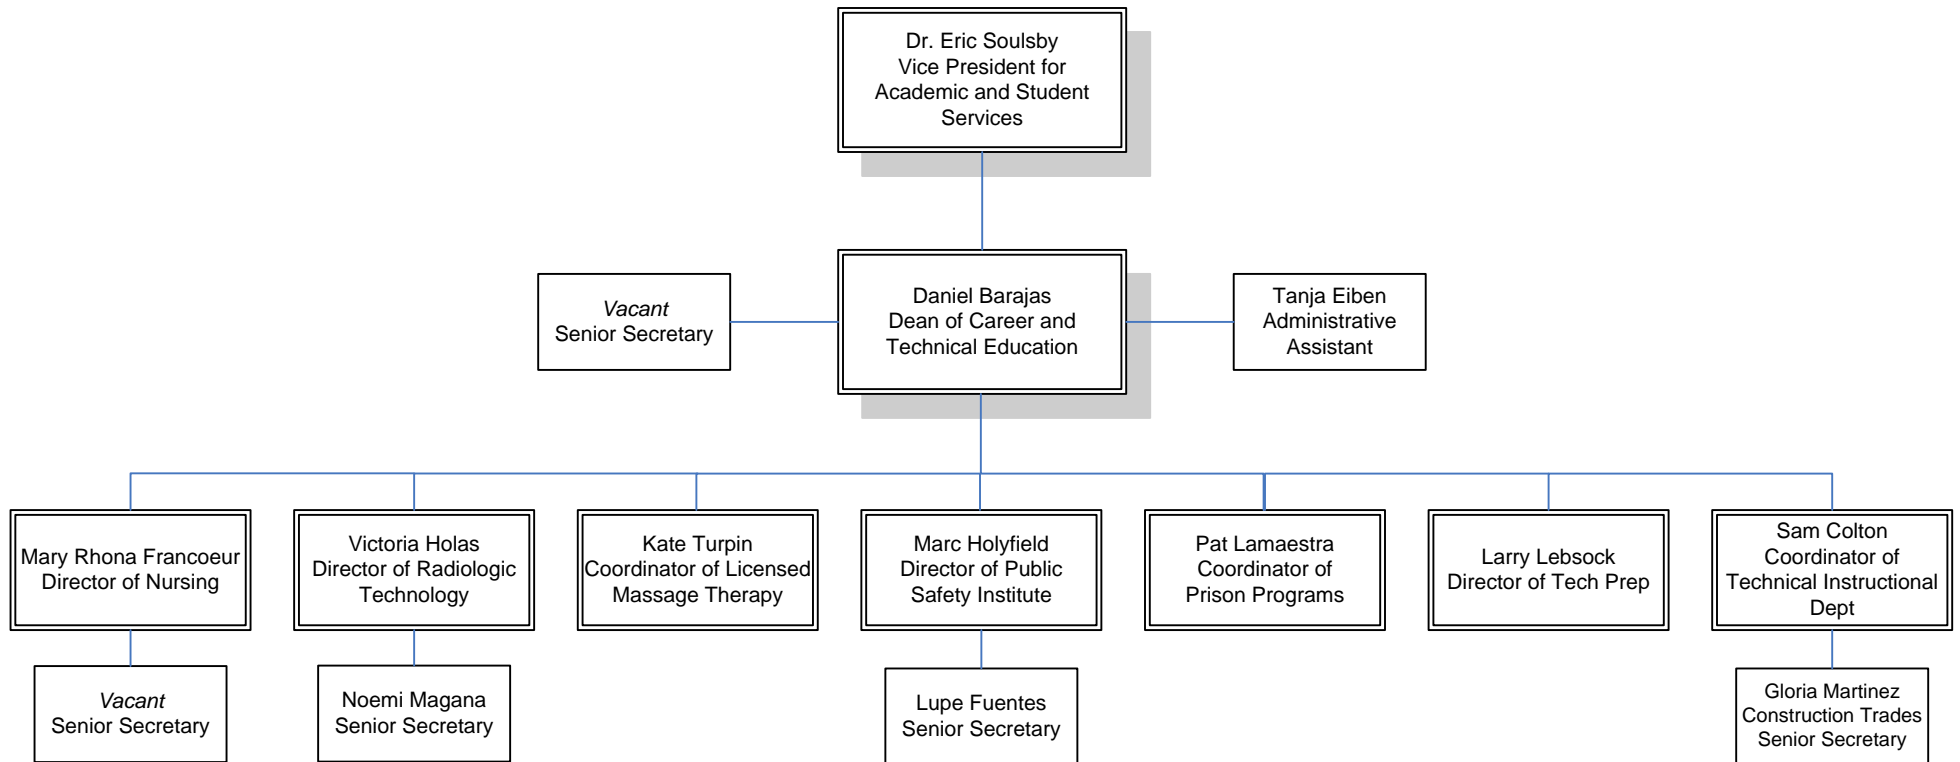 Dr. Eric Soulsby
Vice President for
Academic and Student
Services
Vacant
Senior Secretary
Daniel Barajas
Dean of Career and
Technical Education
Tanja Eiben
Administrative
Assistant
Mary Rhona Francoeur
Director of Nursing
Victoria Holas
Director of Radiologic
Technology
Kate Turpin
Coordinator of Licensed
Massage Therapy
Marc Holyfield
Director of Public
Safety Institute
Pat Lamaestra
Coordinator of
Prison Programs
Larry Lebsock
Director of Tech Prep
Sam Colton
Coordinator of
Technical Instructional
Dept
Vacant
Senior Secretary
Noemi Magana
Senior Secretary
Lupe Fuentes
Senior Secretary
Gloria Martinez
Construction Trades
Senior Secretary